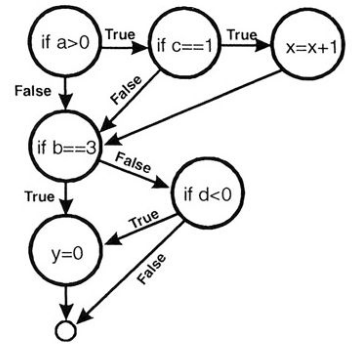 if a>0
True
if c==1
True
x=x+1
False
False
if b==3
False
True
if d<0
True
y=0
False